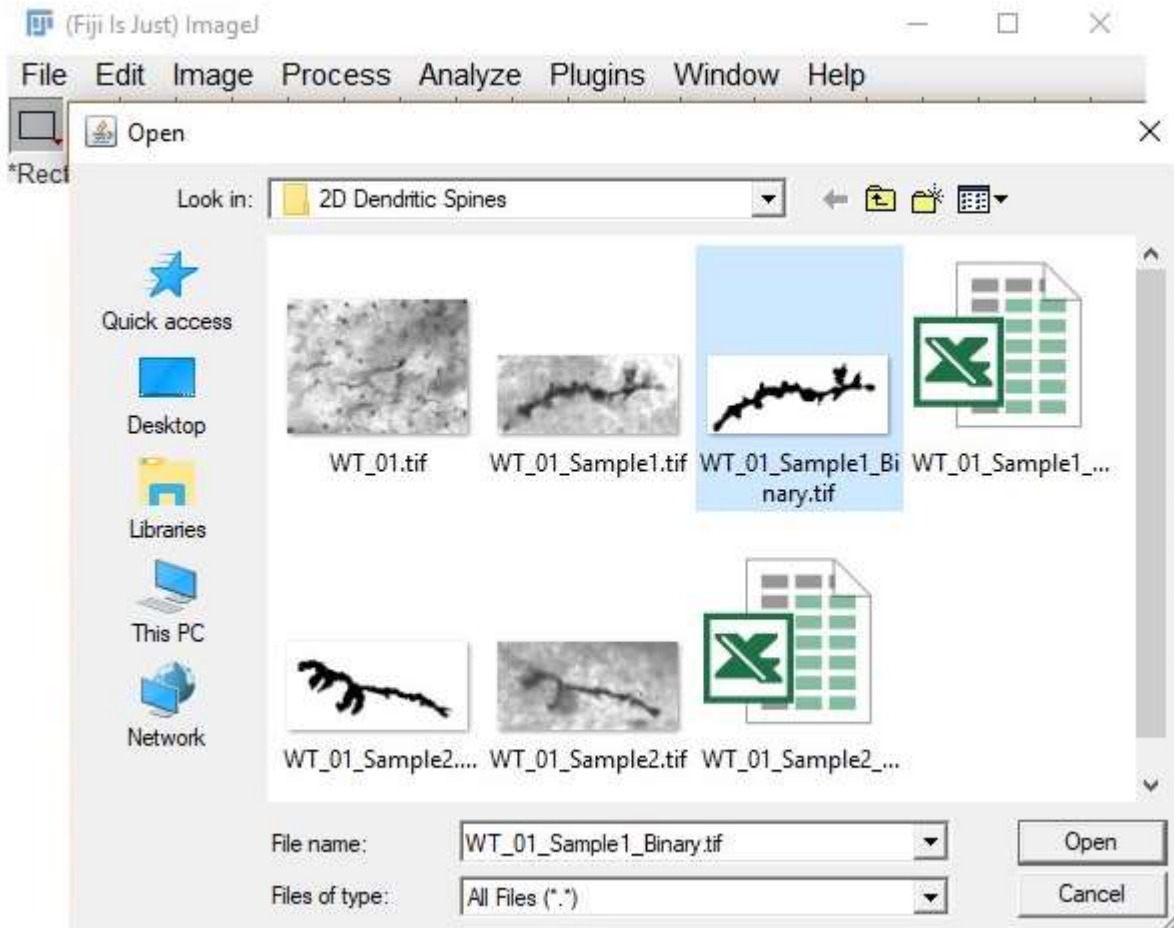 (Fiji Is Just) ImageJ
File Edit Image Process Analyze Plugins Window Help
Open
*Rect
Look in: 2D Dendritic Spines
Quick access
Desktop
Libraries
This PC
Network
WT_01.tif WT_01_Sample1.tif WT_01_Sample1_Bi WT_01_Sample1_...
nary.tif
WT_01_Sample2.... WT_01_Sample2.tif WT_01_Sample2_...
File name: WT_01_Sample1_Binary.tif Open
Files of type: All Files (*.*) Cancel